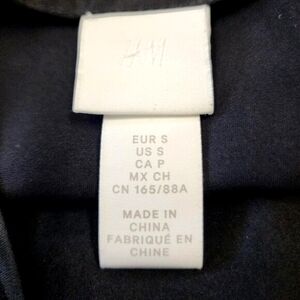 H&M
EUR S
US S
CA P
MX CH
CN 165/88A
MADE IN
CHINA
FABRIQUÉ EN
CHINE